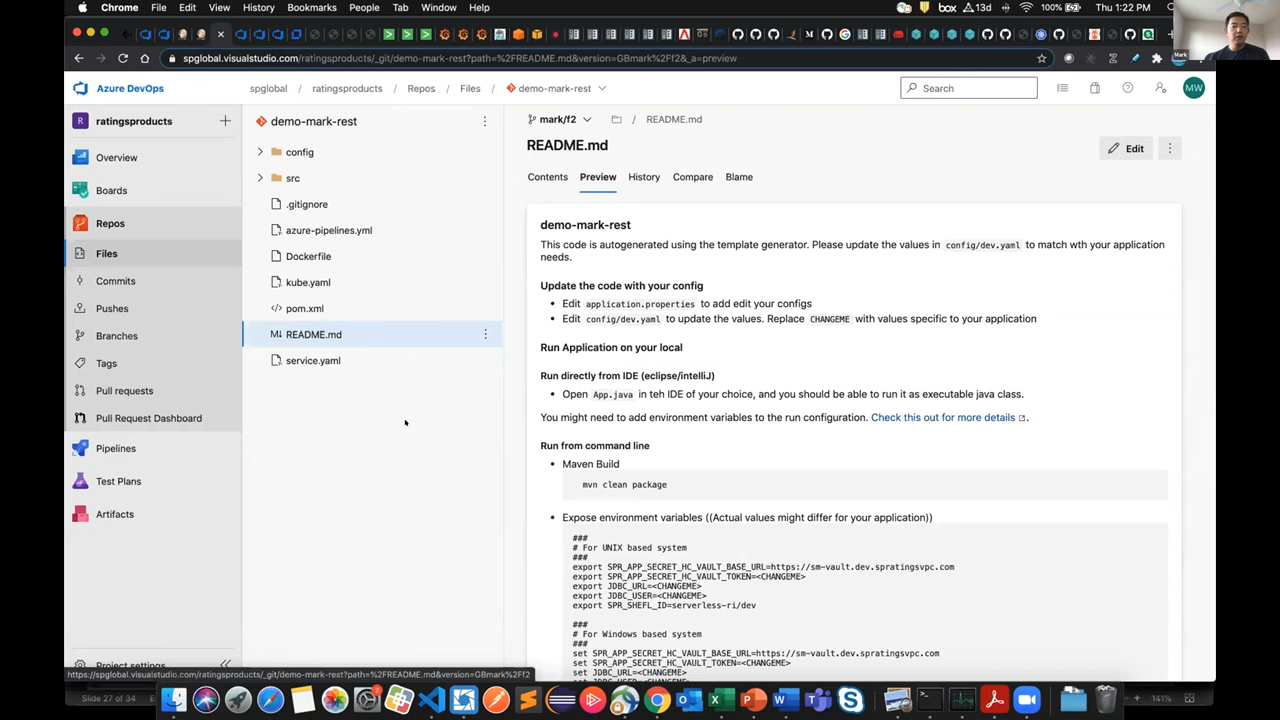 Chrome File Edit View History Bookmarks People Tab Window Help
box 13d 100% Thu 1:22 PM
Mark
spglobal.visualstudio.com/ratingsproducts/_git/demo-mark-rest?path=%2FREADME.md&version=GBmark%2Ff2&_a=preview
Azure DevOps
spglobal / ratingsproducts / Repos / Files / demo-mark-rest
Search
MW
R ratingsproducts
Overview
Boards
Repos
Files
Commits
Pushes
Branches
Tags
Pull requests
Pull Request Dashboard
Pipelines
Test Plans
Artifacts
Project settings
demo-mark-rest
config
src
.gitignore
azure-pipelines.yml
Dockerfile
kube.yaml
pom.xml
README.md
service.yaml
mark/f2 / README.md
README.md
Edit
Contents Preview History Compare Blame
demo-mark-rest
This code is autogenerated using the template generator. Please update the values in config/dev.yaml to match wth your application
needs.
Update the code with your config
Edit application.properties to add edit your configs
Edit config/dev.yaml to update the values. Replace CHANGEME with values specific to your application
Run Application on your local
Run directly from IDE (eclipse/intelliJ)
Open App.java in teh IDE of your choice, and you should be able to run it as executable java class.
You might need to add environment variables to the run configuration. Check this out for more details .
Run from command line
Maven Build
mvn clean package
Expose environment variables ((Actual values might differ for your application))
###
# For UNIX based system
###
export SPR_APP_SECRET_HC_VAULT_BASE_URL=https://sm-vault.dev.spratingsvpc.com
export SPR_APP_SECRET_HC_VAULT_TOKEN=<CHANGEME>
export JDBC_URL=<CHANGEME>
export JDBC_USER=<CHANGEME>
export SPR_SHEFL_ID=serverless-ri/dev
###
# For Windows based system
###
set SPR_APP_SECRET_HC_VAULT_BASE_URL=https://sm-vault.dev.spratingsvpc.com
set SPR_APP_SECRET_HC_VAULT_TOKEN=<CHANGEME>
set JDBC_URL=<CHANGEME>
https://spglobal.visualstudio.com/ratingsproducts/_git/demo-mark-rest?path=%2FREADME.md&version=GBmark%2Ff2
Slide 27 of 34
141%